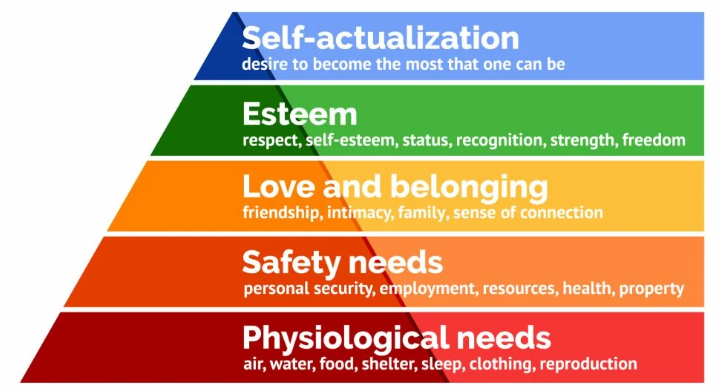 Self-actualization
desire to become the most that one can be
Esteem
respect, self-esteem, status, recognition, strength, freedom
Love and belonging
friendship, intimacy, family, sense of connection
Safety needs
personal security, employment, resources, health, property
Physiological needs
air, water, food, shelter, sleep, clothing, reproduction